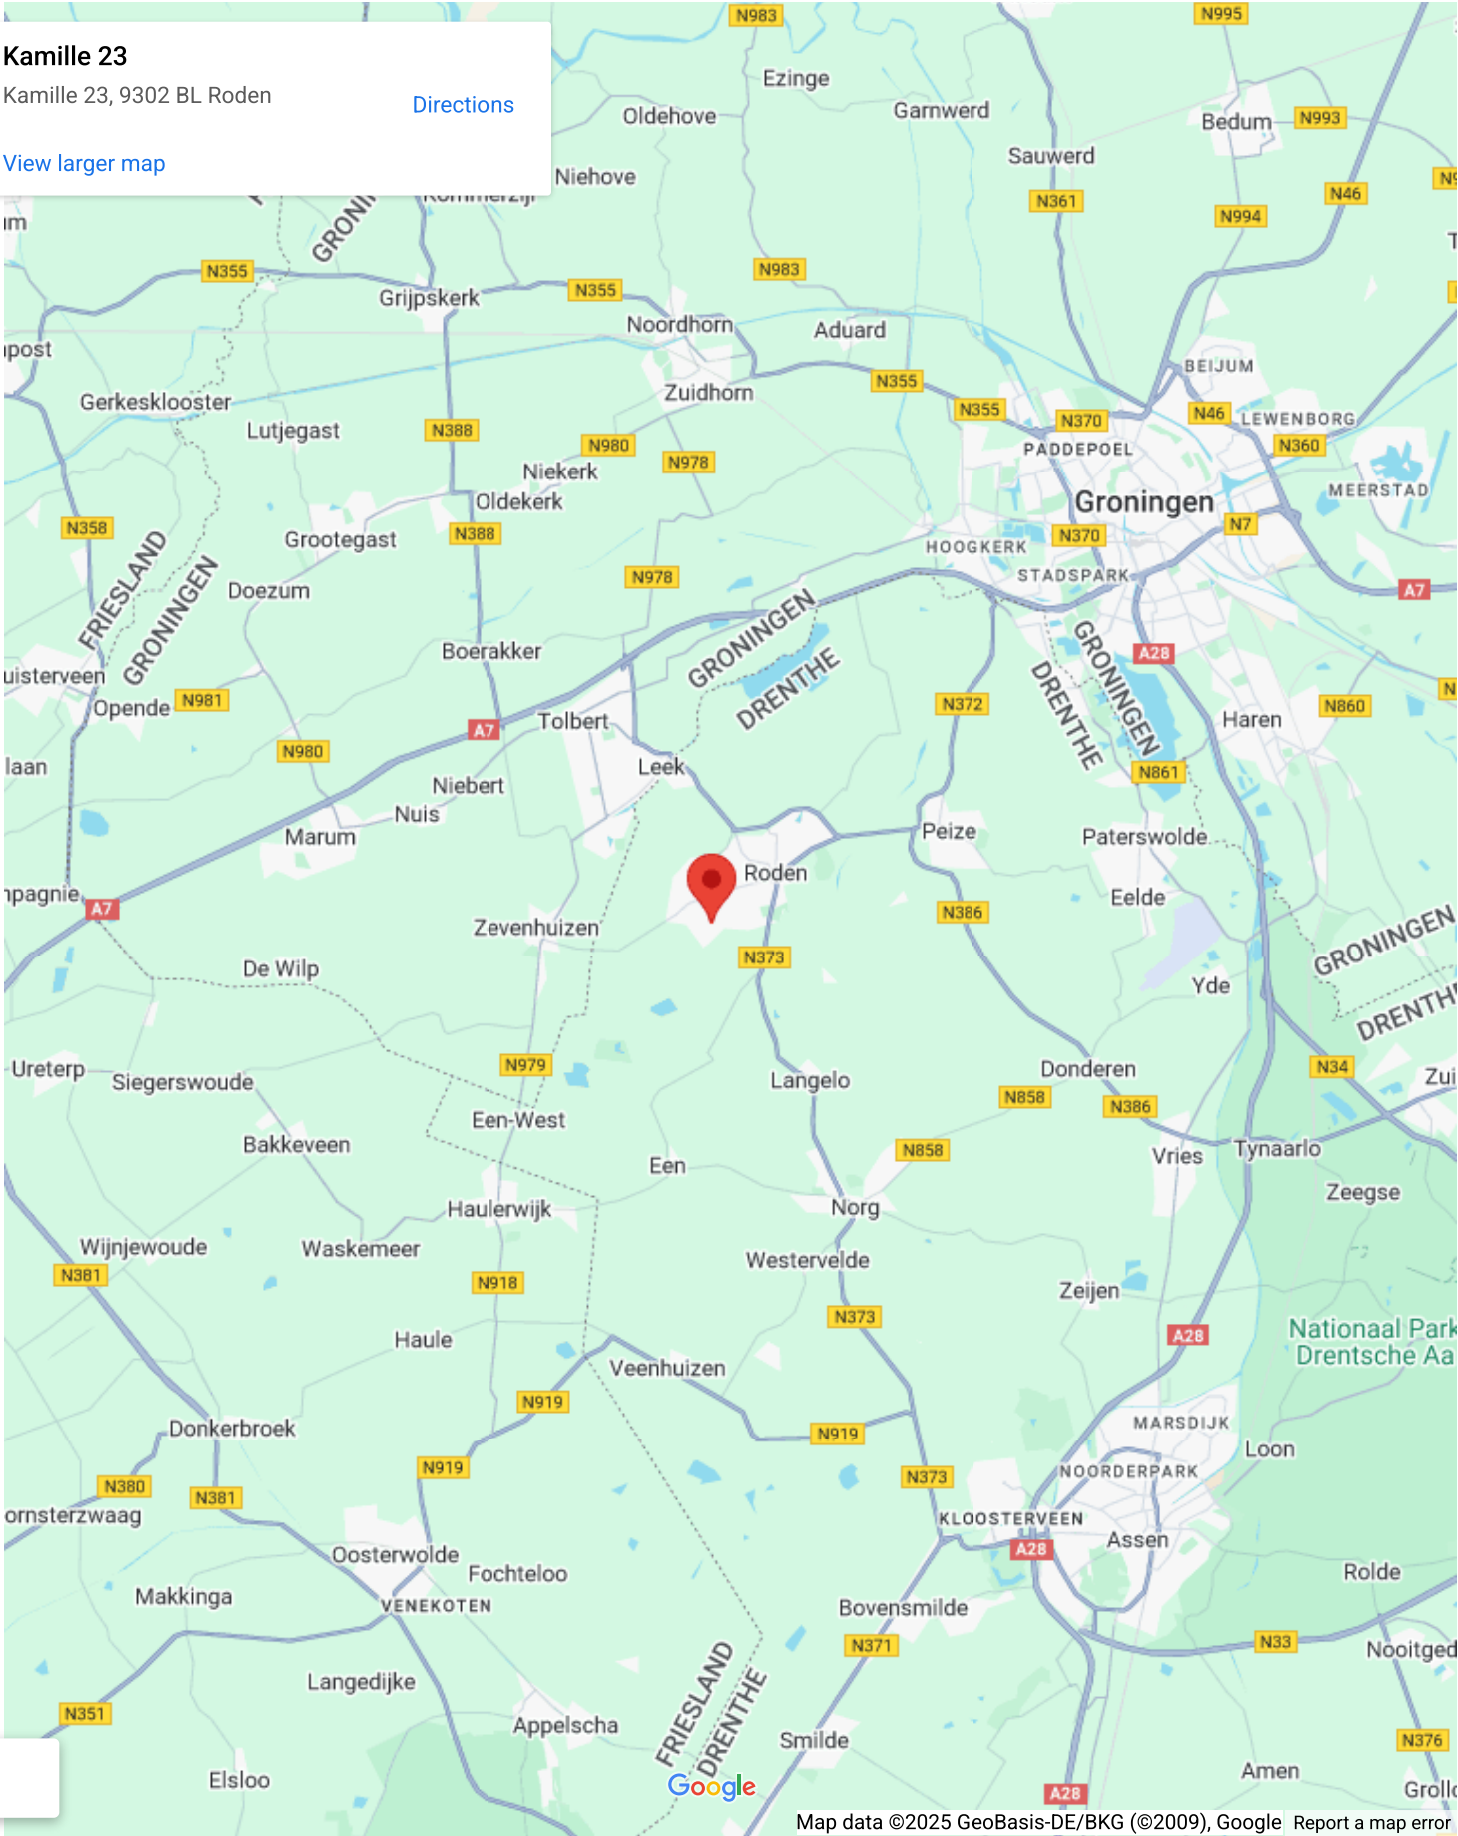 Kamille 23
Kamille 23, 9302 BL Roden
Directions
View larger map
N983
N995
Ezinge
Oldehove
Garnwerd
Bedum
N993
Sauwerd
Niehove
N46
N361
N994
GRONIN
N355
N983
Grijpskerk
N355
Noordhorn
Aduard
BEIJUM
N355
Zuidhorn
Gerkesklooster
N355
N46
LEWENBORG
N370
Lutjegast
N388
N980
N360
PADDEPOEL
N978
Niekerk
MEERSTAD
Oldekerk
Groningen
N358
N7
Grootegast
N388
N370
HOOGKERK
STADSPARK
N978
Doezum
A7
FRIESLAND
GRONINGEN
GRONINGEN
DRENTHE
Boerakker
A28
GRONINGEN
DRENTHE
uisterveen
Opende
N981
N372
N860
Tolbert
Haren
A7
N980
laan
Leek
N861
Niebert
Nuis
Marum
Peize
Paterswolde
Roden
npagnie
A7
Eelde
N386
Zevenhuizen
GRONINGEN
N373
De Wilp
Yde
DRENTHE
N979
Ureterp
Siegerswoude
Langelo
Donderen
N34
Zui
N858
N386
Een-West
Bakkeveen
N858
Een
Vries
Tynaarlo
Zeegse
Haulerwijk
Norg
Wijnjewoude
Waskemeer
Westervelde
N381
N918
Zeijen
N373
Haule
A28
Nationaal Park
Drentsche Aa
Veenhuizen
N919
Donkerbroek
N919
MARSDIJK
Loon
N919
NOORDERPARK
N380
N373
N381
ornsterzwaag
KLOOSTERVEEN
A28
Assen
Oosterwolde
Fochteloo
Rolde
Makkinga
VENEKOTEN
Bovensmilde
N371
N33
Nooitged
FRIESLAND
DRENTHE
Langedijke
N351
Appelscha
Smilde
N376
Elsloo
Amen
Google
A28
Grollo
Map data ©2025 GeoBasis-DE/BKG (©2009), Google
Report a map error